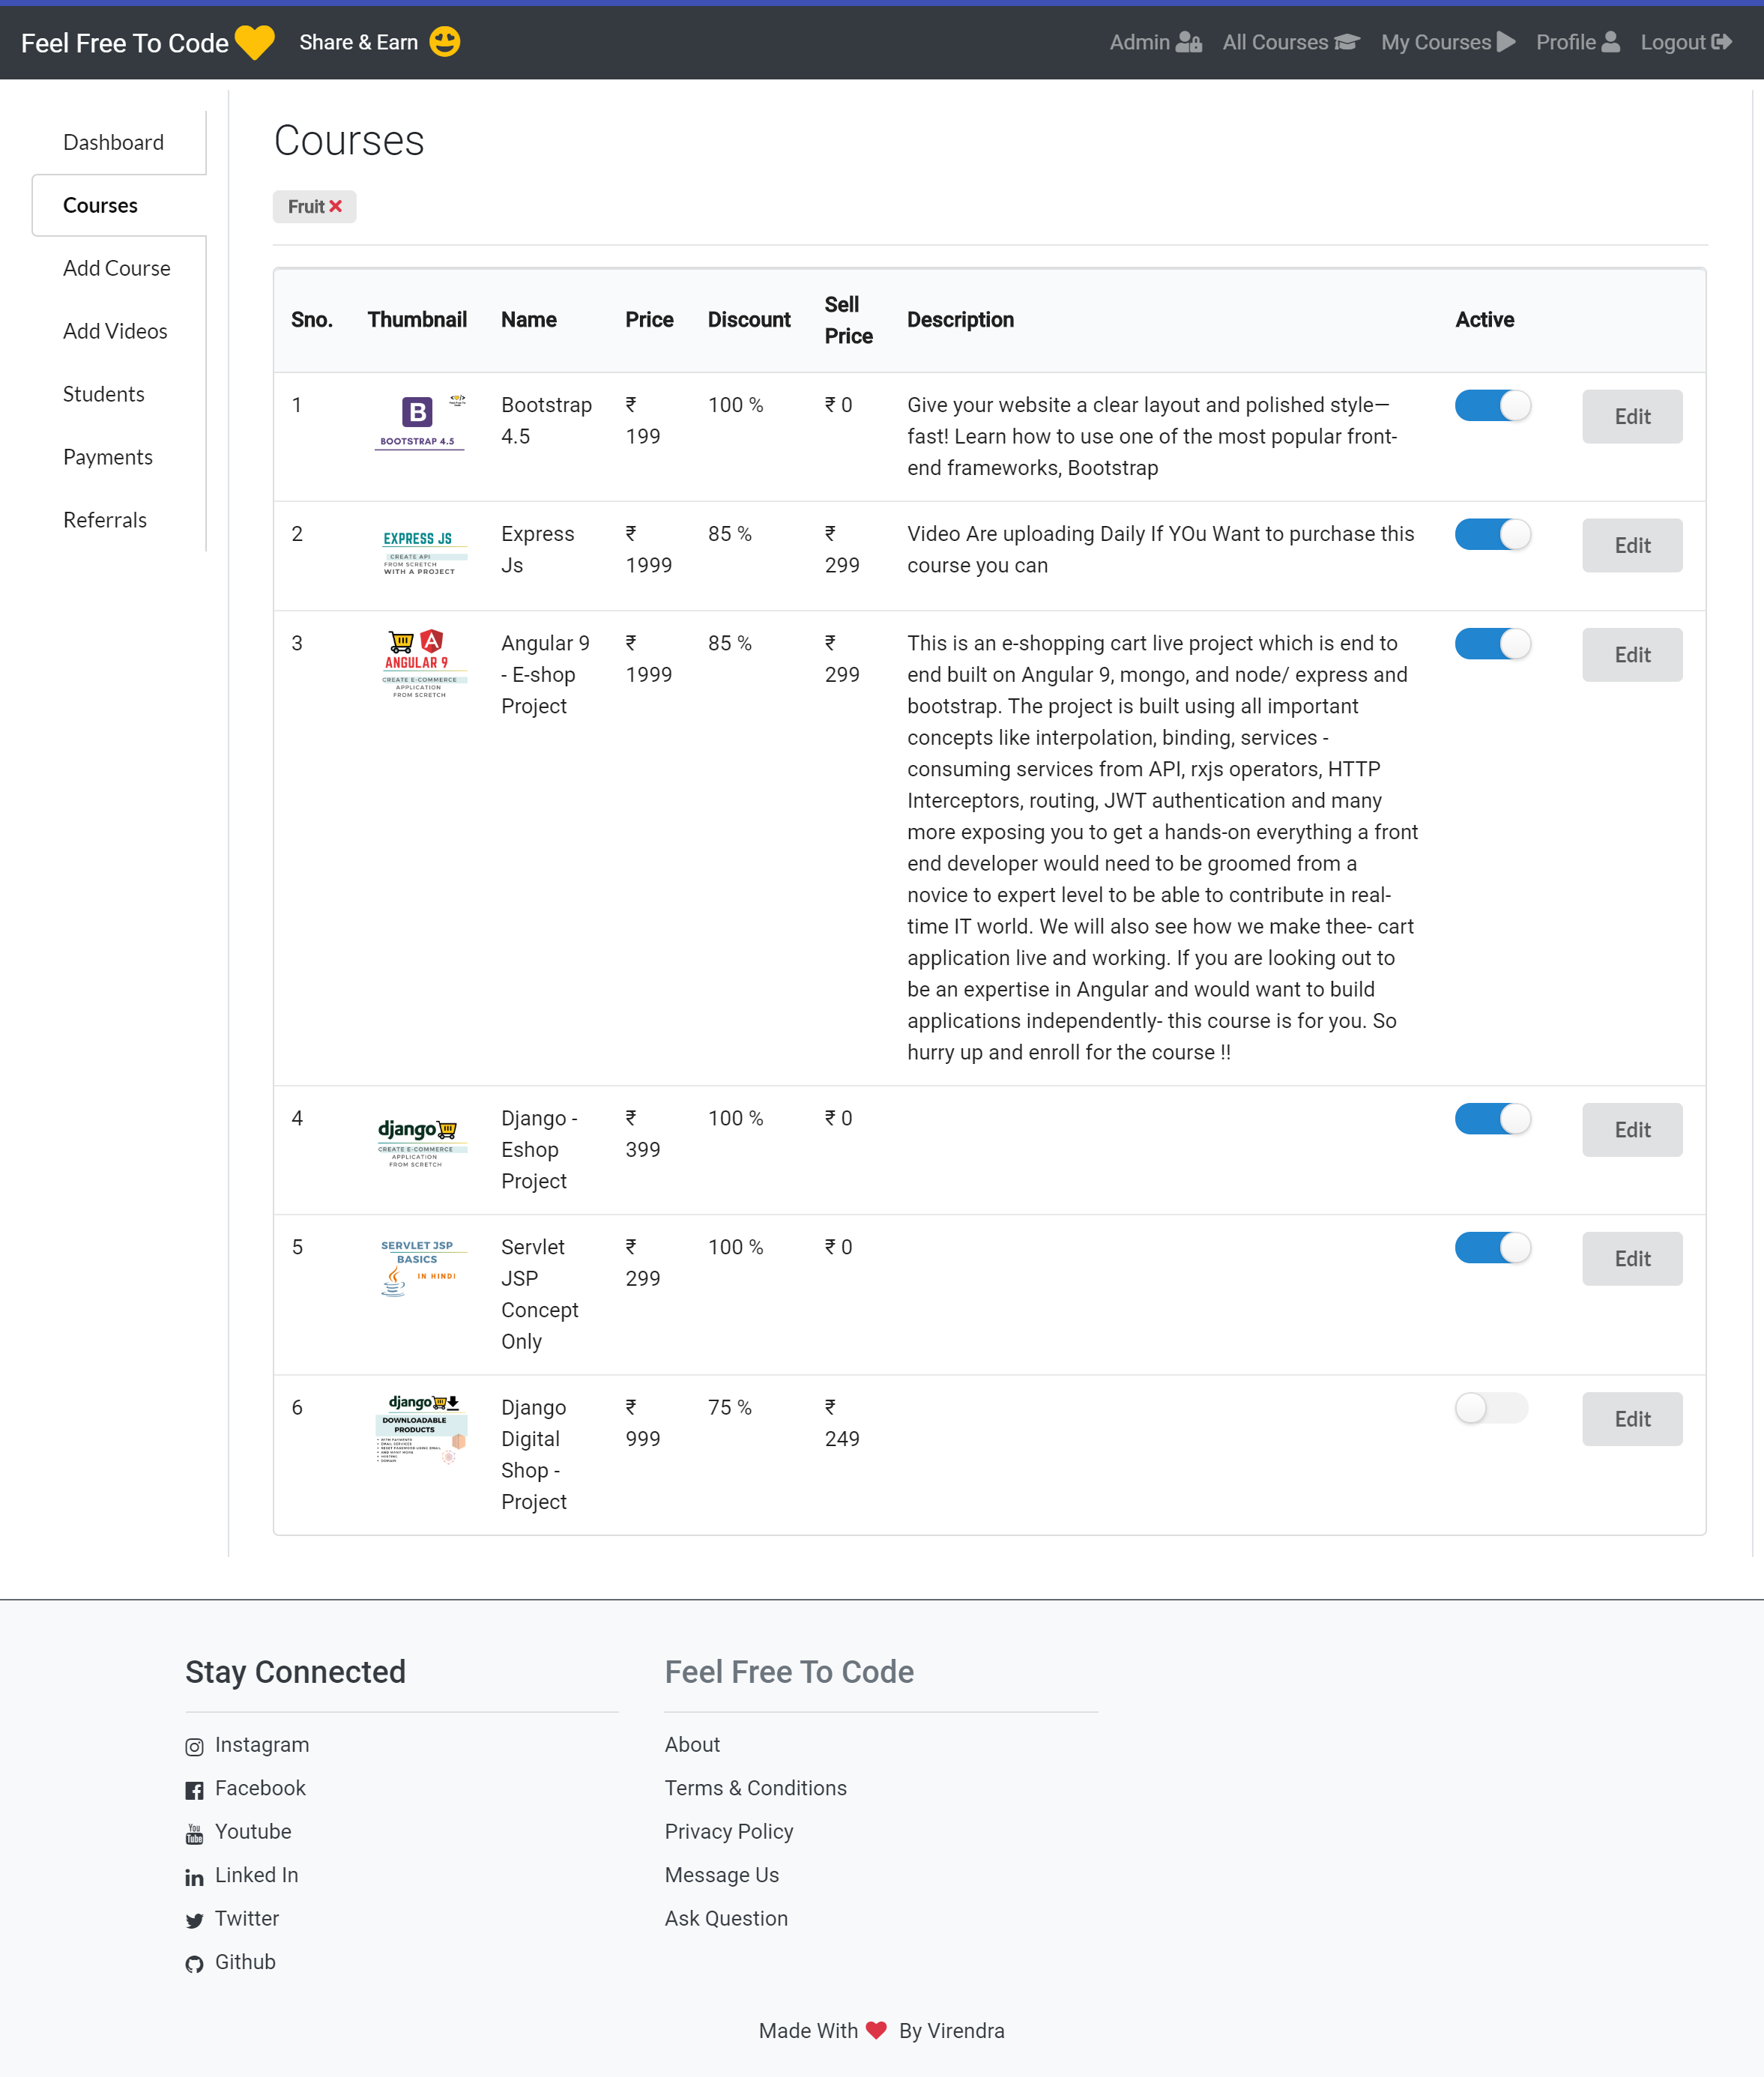 Feel Free To Code Share & Earn Admin All Courses My Courses Profile Logout
Dashboard
Courses
Add Course
Add Videos
Students
Payments
Referrals
Courses
Fruit
Sno. Thumbnail Name Price Discount Sell Price Description Active
1
B
BOOTSTRAP 4.5
Bootstrap
4.5
₹
199
100 %
₹ 0
Give your website a clear layout and polished style—
fast! Learn how to use one of the most popular front-
end frameworks, Bootstrap
Edit
2
EXPRESS JS
CREATE API
FROM SCRETCH
WITH A PROJECT
Express
Js
₹
1999
85 %
₹
299
Video Are uploading Daily If YOu Want to purchase this
course you can
Edit
3
A
ANGULAR 9
CREATE E-COMMERCE
APPLICATION
FROM SCRETCH
Angular 9
- E-shop
Project
₹
1999
85 %
₹
299
This is an e-shopping cart live project which is end to
end built on Angular 9, mongo, and node/ express and
bootstrap. The project is built using all important
concepts like interpolation, binding, services -
consuming services from API, rxjs operators, HTTP
Interceptors, routing, JWT authentication and many
more exposing you to get a hands-on everything a front
end developer would need to be groomed from a
novice to expert level to be able to contribute in real-
time IT world. We will also see how we make thee- cart
application live and working. If you are looking out to
be an expertise in Angular and would want to build
applications independently- this course is for you. So
hurry up and enroll for the course !!
Edit
4
django
CREATE E-COMMERCE
APPLICATION
FROM SCRETCH
Django -
Eshop
Project
₹
399
100 %
₹ 0
Edit
5
SERVLET JSP
BASICS
IN HINDI
Servlet
JSP
Concept
Only
₹
299
100 %
₹ 0
Edit
6
django
DOWNLOADABLE
PRODUCTS
Django
Digital
Shop -
Project
₹
999
75 %
₹
249
Edit
Stay Connected
Instagram
Facebook
You
Tube
Youtube
Linked In
Twitter
Github
Feel Free To Code
About
Terms & Conditions
Privacy Policy
Message Us
Ask Question
Made With By Virendra